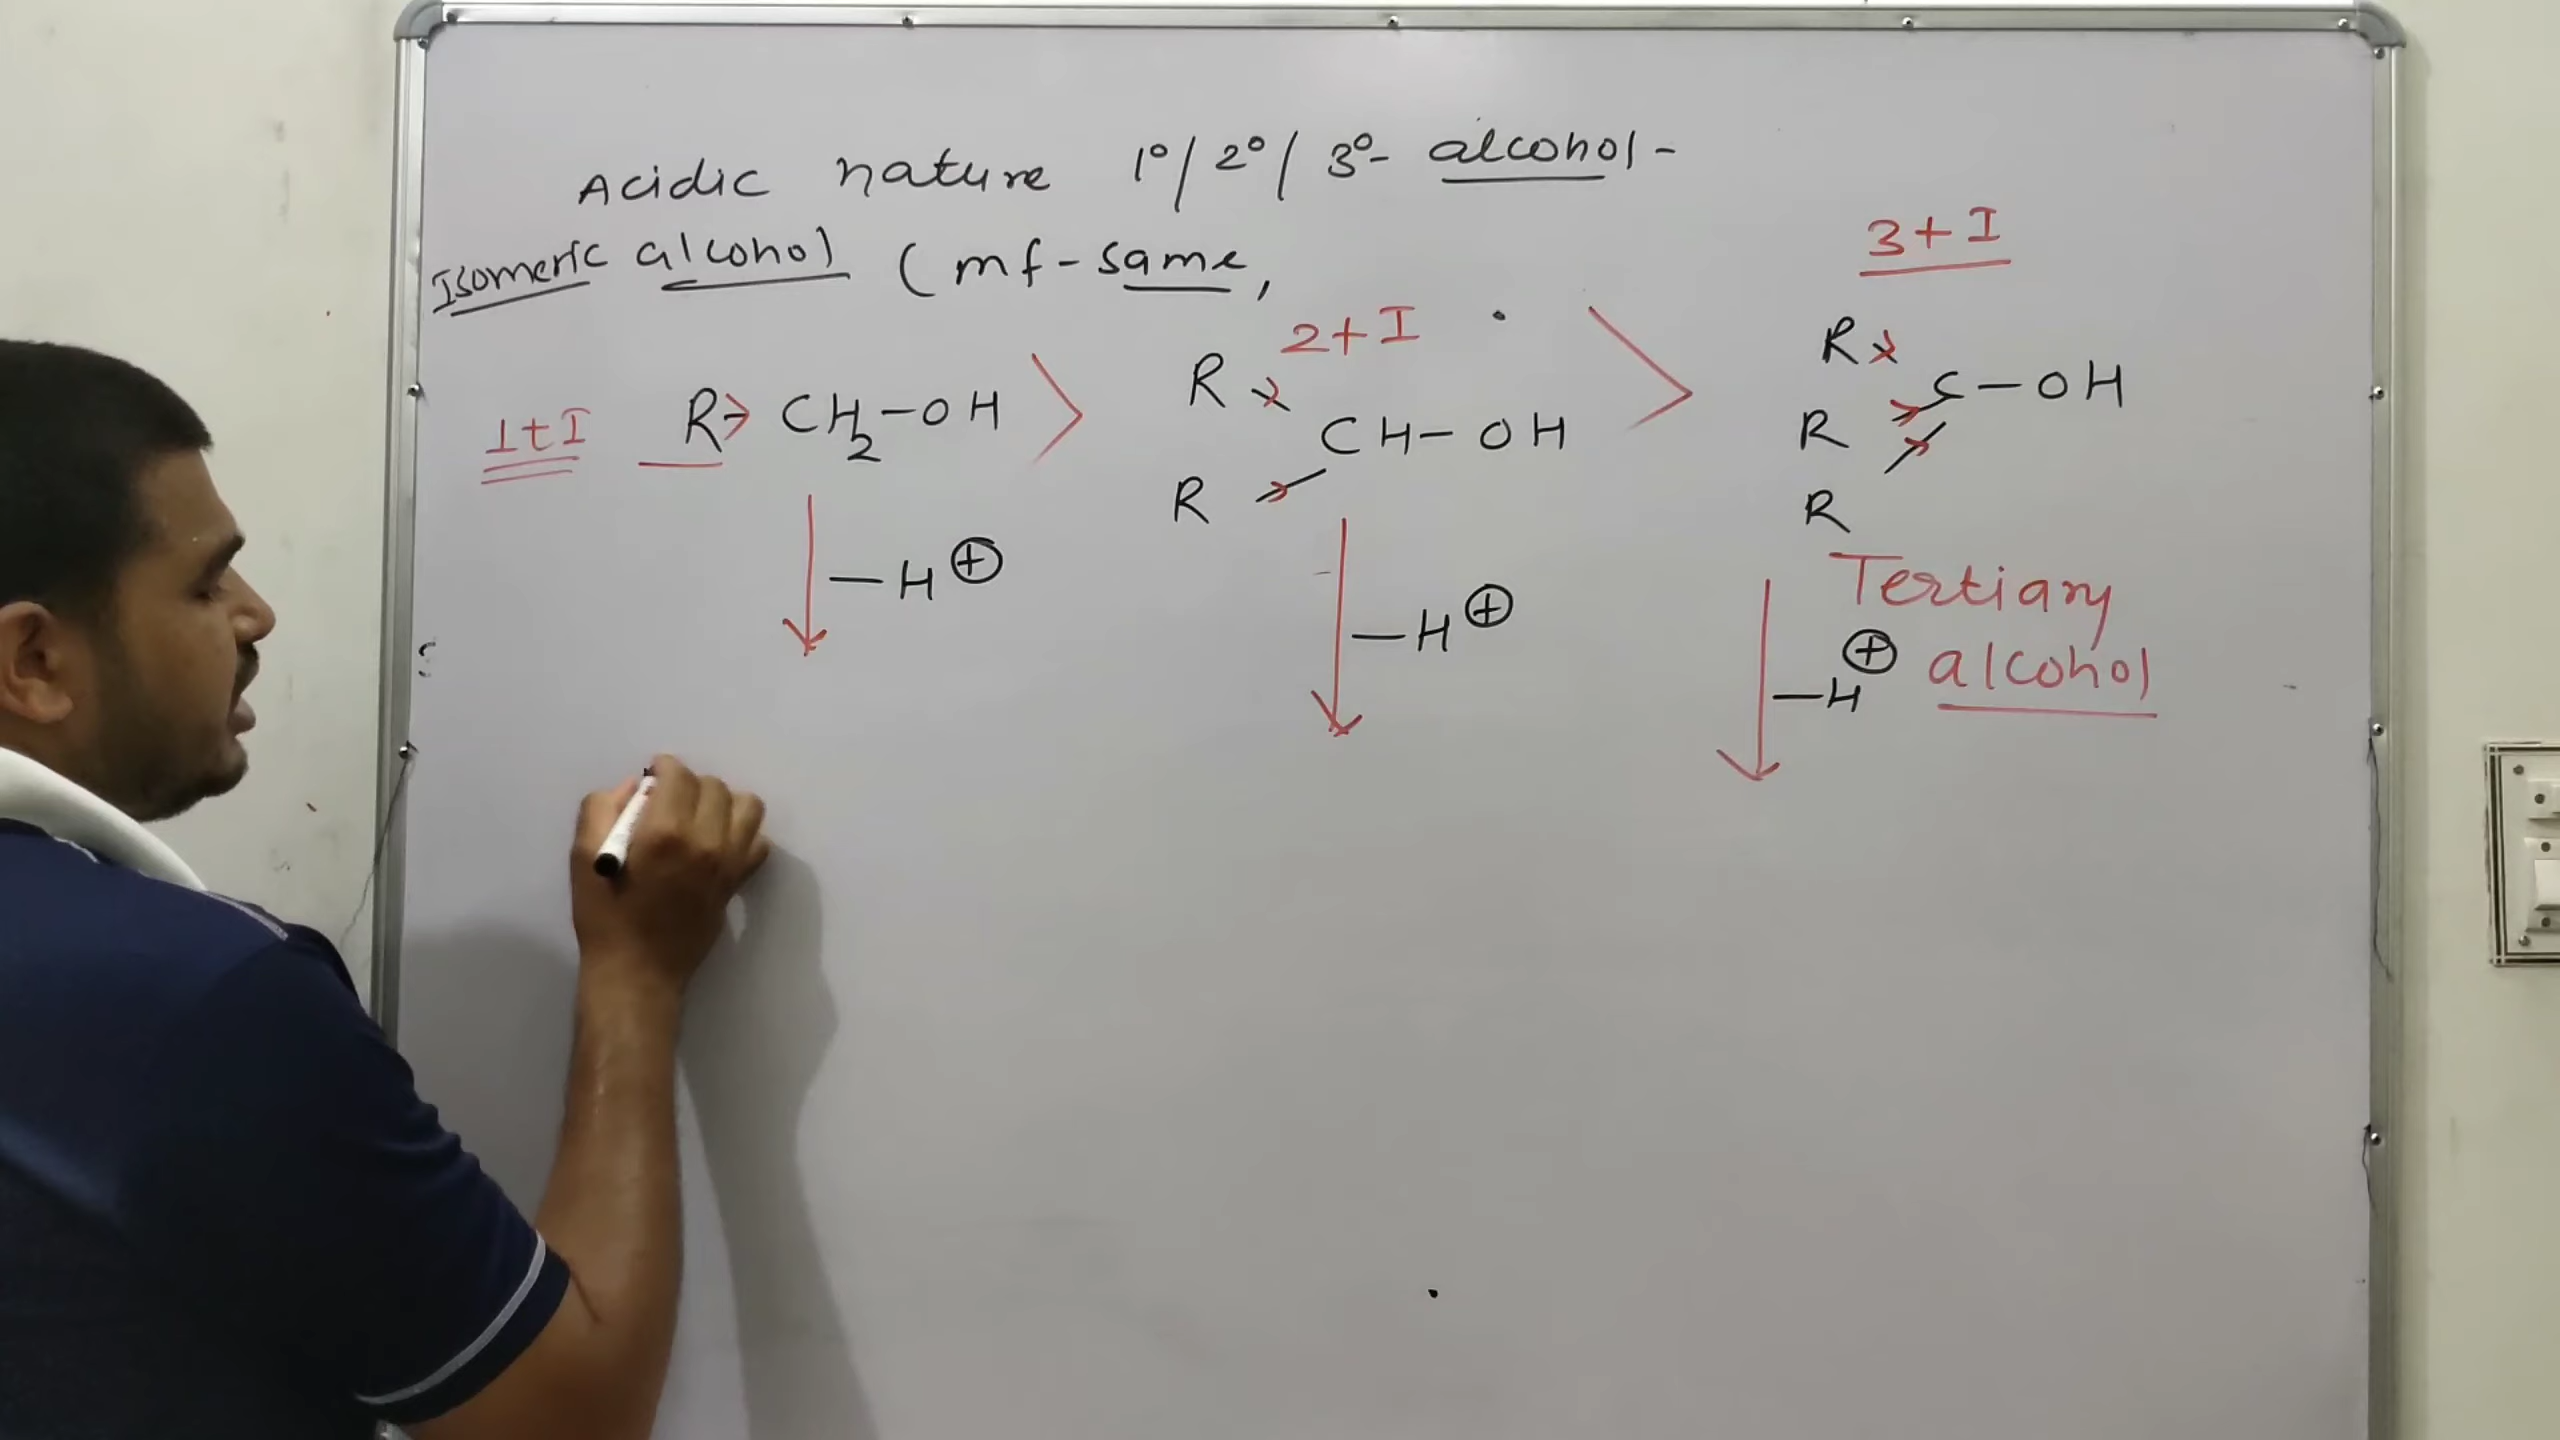 Acidic nature 1°/2°/3°- alcohol-
Isomeric alcohol (mf-same,
1+I
R CH2-OH
-H⊕
2+I
R
CH-OH
R
-H⊕
3+I
R
R C-OH
R
Tertiary
alcohol
-H⊕